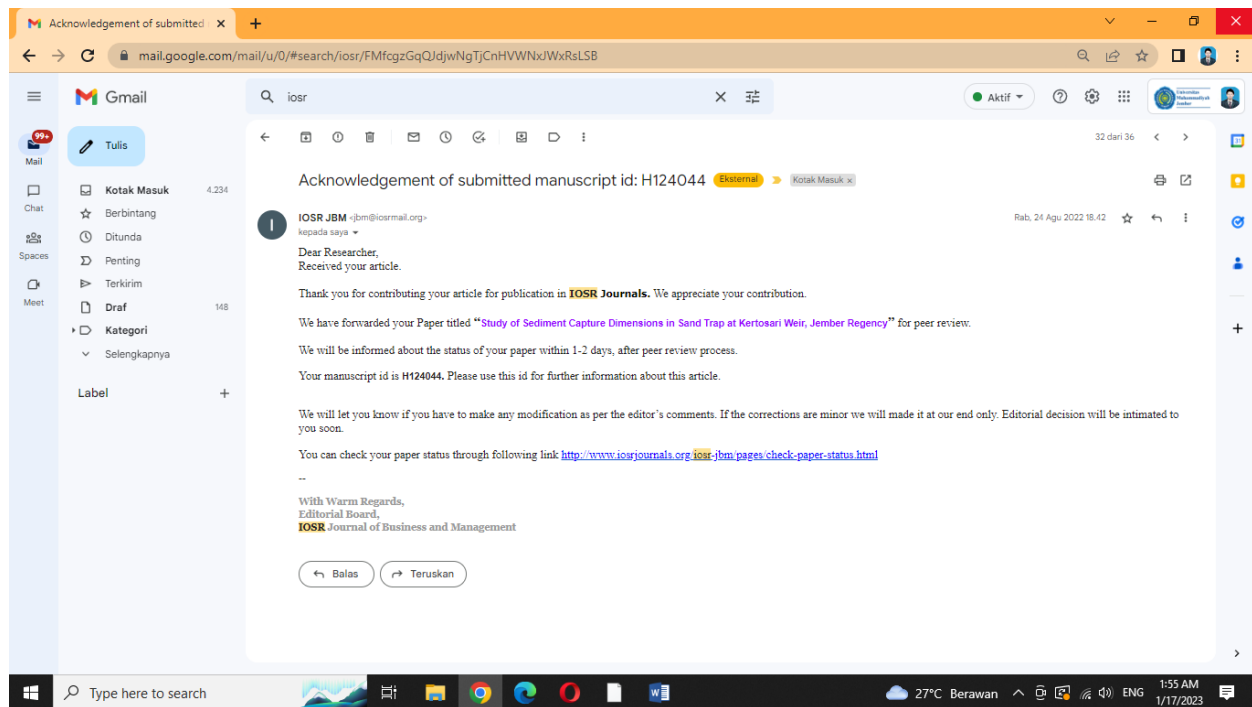 Acknowledgement of submitted
mail.google.com/mail/u/0/#search/iosr/FMfcgzGqQJdjwNgTjCnHVWNxJWxRsLSB
Gmail
iosr
Aktif
Universitas Muhammadiyah Jember
99+
Mail
Chat
Spaces
Meet
Tulis
Kotak Masuk 4.234
Berbintang
Ditunda
Penting
Terkirim
Draf 148
Kategori
Selengkapnya
Label
32 dari 36
Acknowledgement of submitted manuscript id: H124044 Eksternal Kotak Masuk x
I
IOSR JBM <jbm@iosrmail.org> Rab, 24 Agu 2022 18.42
kepada saya
Dear Researcher,
Received your article.
Thank you for contributing your article for publication in IOSR Journals. We appreciate your contribution.
We have forwarded your Paper titled “Study of Sediment Capture Dimensions in Sand Trap at Kertosari Weir, Jember Regency” for peer review.
We will be informed about the status of your paper within 1-2 days, after peer review process.
Your manuscript id is H124044. Please use this id for further information about this article.
We will let you know if you have to make any modification as per the editor’s comments. If the corrections are minor we will made it at our end only. Editorial decision will be intimated to
you soon.
You can check your paper status through following link http://www.iosrjournals.org/iosr-jbm/pages/check-paper-status.html
--
With Warm Regards,
Editorial Board,
IOSR Journal of Business and Management
Balas
Teruskan
31
Type here to search
27°C Berawan
ENG
1:55 AM
1/17/2023